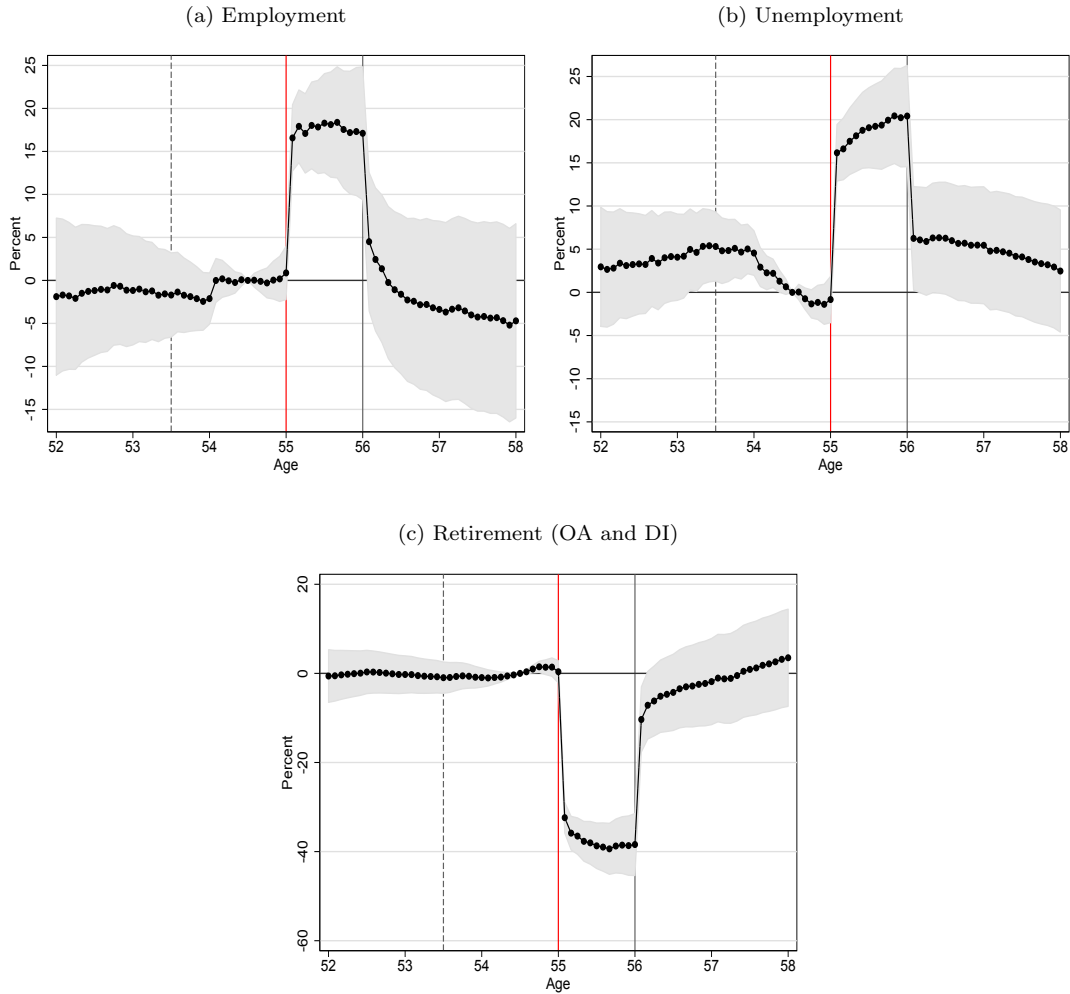 (a) Employment
25
20
15
10
5
0
-5
-10
-15
Percent
52 53 54 55 56 57 58
Age
(b) Unemployment
25
20
15
10
5
0
-5
-10
-15
Percent
52 53 54 55 56 57 58
Age
(c) Retirement (OA and DI)
20
0
-20
-40
-60
Percent
52 53 54 55 56 57 58
Age